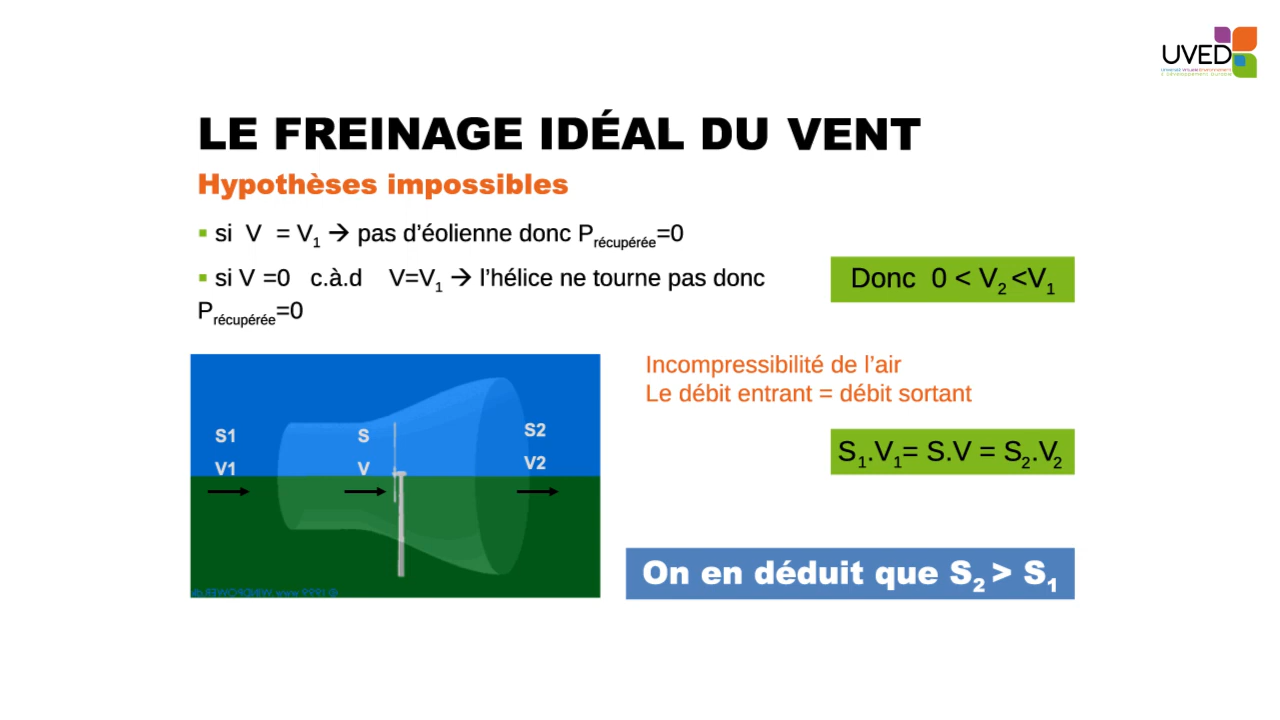 UVED
LE FREINAGE IDÉAL DU VENT
Hypothèses impossibles
▪ si V = V₁ → pas d’éolienne donc Précupérée=0
▪ si V =0 c.à.d V=V₁ → l’hélice ne tourne pas donc
Précupérée=0
Donc 0 < V₂ <V₁
S1
V1
S
V
S2
V2
Incompressibilité de l’air
Le débit entrant = débit sortant
S₁.V₁= S.V = S₂.V₂
On en déduit que S₂ > S₁